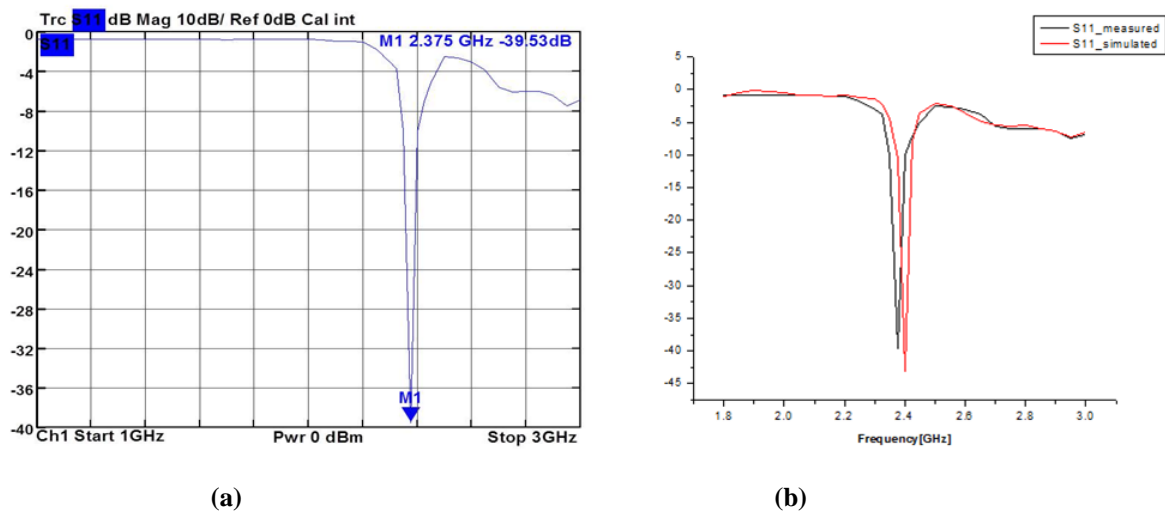 Trc S11 dB Mag 10dB/ Ref 0dB Cal int
S11
M1 2.375 GHz -39.53dB
0
-4
-8
-12
-16
-20
-24
-28
-32
-36
-40
M1
Ch1 Start 1GHz Pwr 0 dBm Stop 3GHz
(a)
S11_measured
S11_simulated
5
0
-5
-10
-15
-20
-25
-30
-35
-40
-45
1.8 2.0 2.2 2.4 2.6 2.8 3.0
Frequency[GHz]
(b)